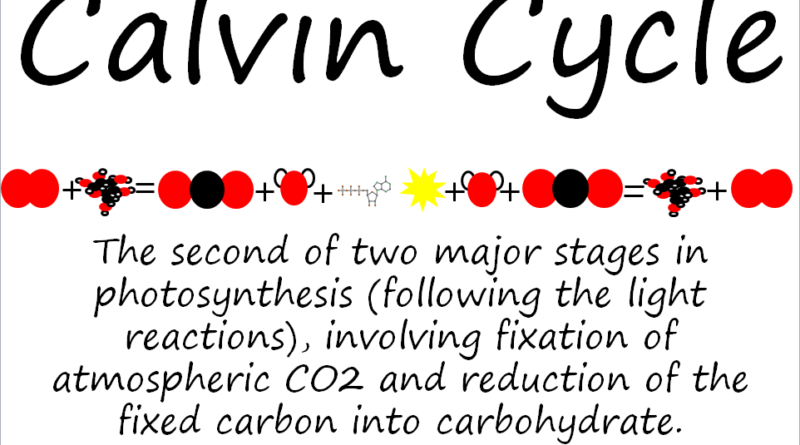 Calvin Cycle
+ = + + + + = +
The second of two major stages in
photosynthesis (following the light
reactions), involving fixation of
atmospheric CO2 and reduction of the
fixed carbon into carbohydrate.